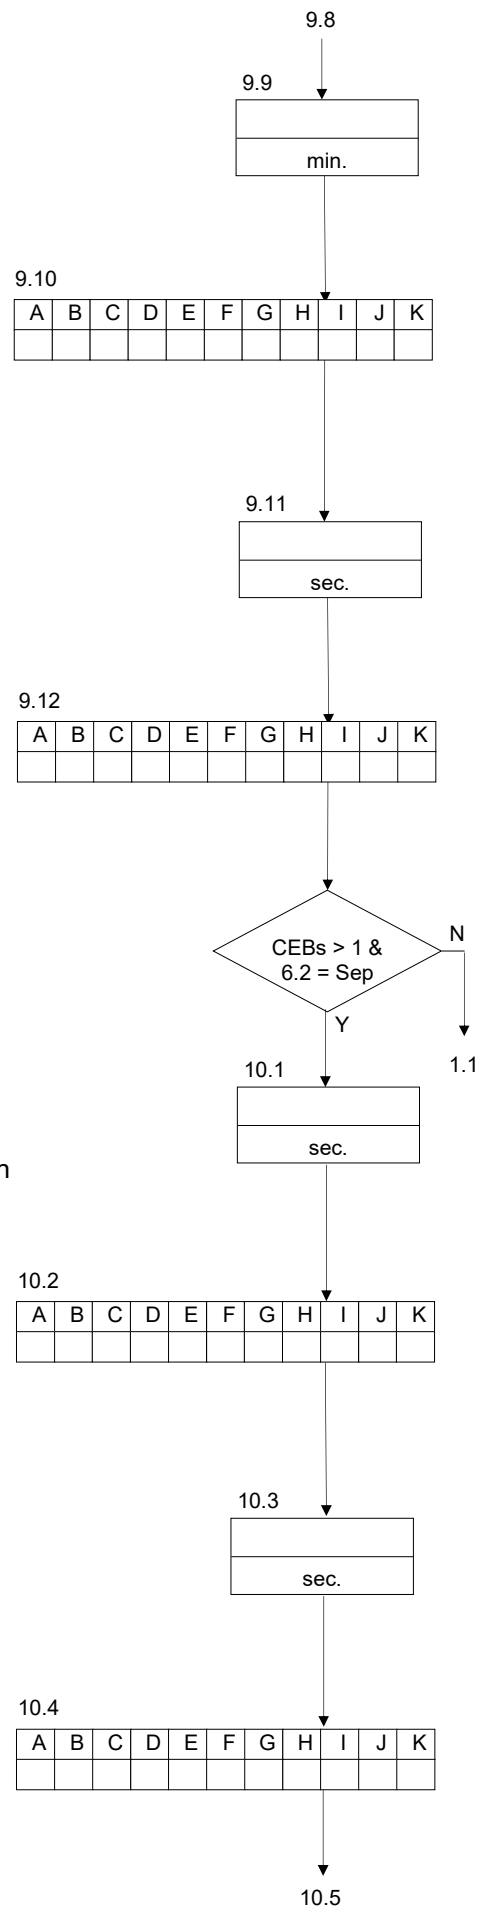 9.8
9.9
min.
9.10
A B C D E F G H I J K
9.11
sec.
9.12
A B C D E F G H I J K
CEBs > 1 &
6.2 = Sep
N
Y
1.1
10.1
sec.
n
10.2
A B C D E F G H I J K
10.3
sec.
10.4
A B C D E F G H I J K
10.5